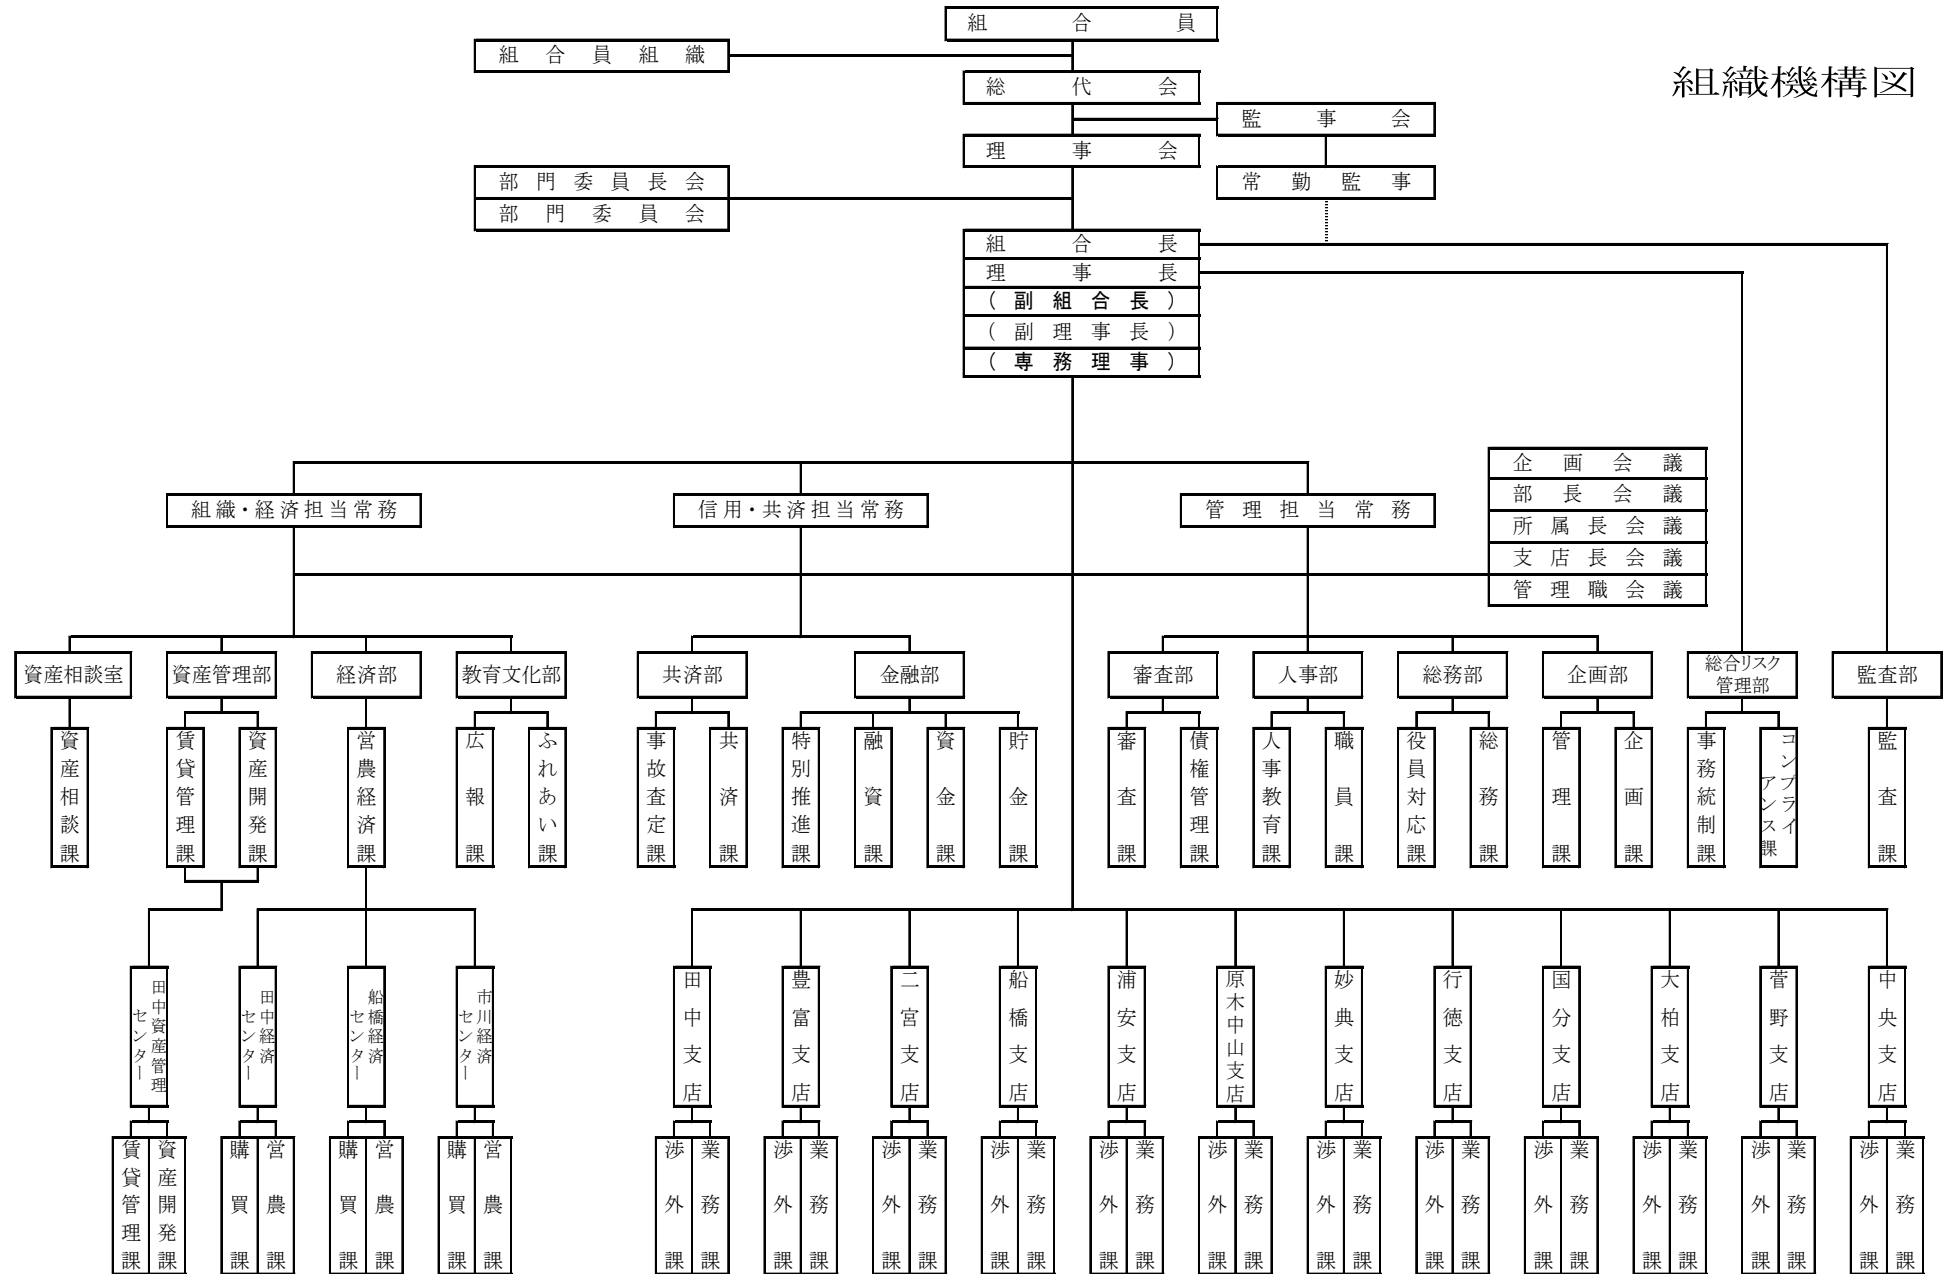 組織機構図
組合員
組合員組織
総代会
監事会
理事会
常勤監事
部門委員長会
部門委員会
組合長
理事長
(副組合長)
(副理事長)
(専務理事)
企画会議
部長会議
所属長会議
支店長会議
管理職会議
組織・経済担当常務
信用・共済担当常務
管理担当常務
資産相談室
資産管理部
経済部
教育文化部
共済部
金融部
審査部
人事部
総務部
企画部
総合リスク
管理部
監査部
資産相談課
賃貸管理課
資産開発課
営農経済課
広報課
ふれあい課
事故査定課
共済課
特別推進課
融資課
資金課
貯金課
審査課
債権管理課
人事教育課
職員課
役員対応課
総務課
管理課
企画課
事務統制課
コンプライ
アンス課
監査課
田中資産管理
センター
田中経済
センター
船橋経済
センター
市川経済
センター
田中支店
豊富支店
二宮支店
船橋支店
浦安支店
原木中山支店
妙典支店
行徳支店
国分支店
大柏支店
菅野支店
中央支店
賃貸管理課
資産開発課
購買課
営農課
購買課
営農課
購買課
営農課
渉外課
業務課
渉外課
業務課
渉外課
業務課
渉外課
業務課
渉外課
業務課
渉外課
業務課
渉外課
業務課
渉外課
業務課
渉外課
業務課
渉外課
業務課
渉外課
業務課
渉外課
業務課